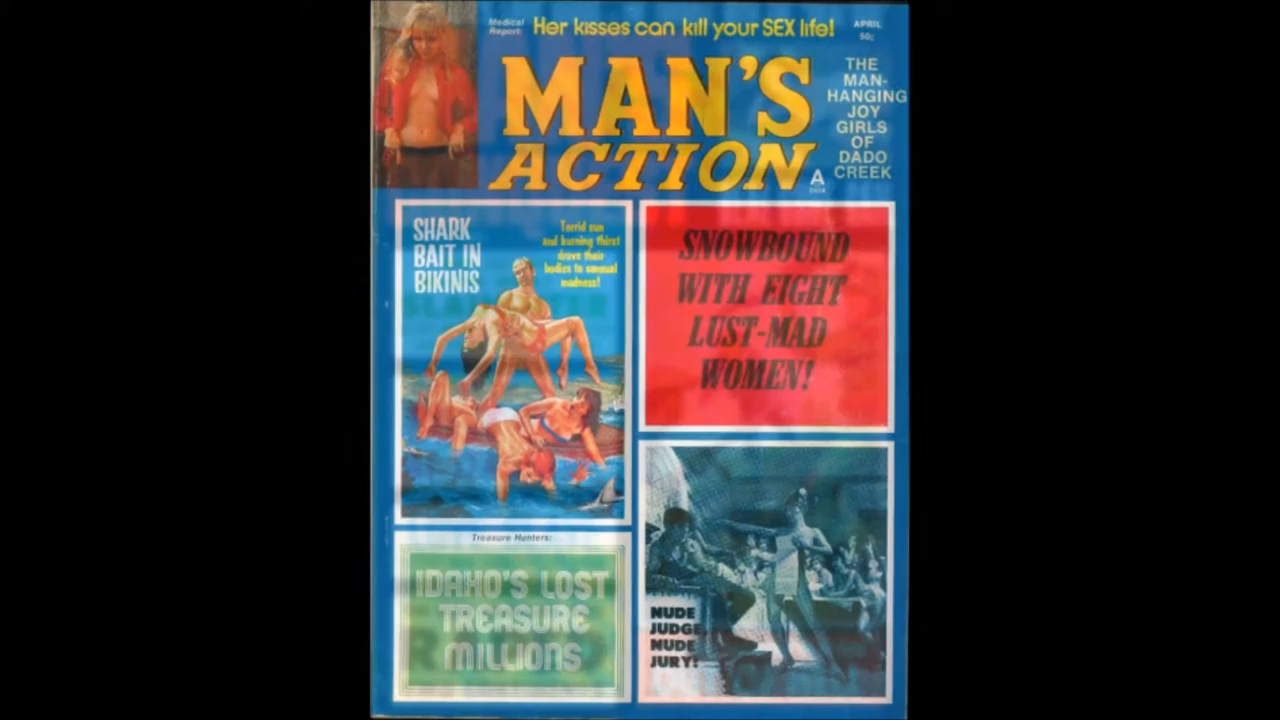 Medical
Report:
Her kisses can kill your SEX life!
APRIL
50¢
MAN'S
ACTION
THE
MAN-
HANGING
JOY
GIRLS
OF
DADO
CREEK
A
SHARK
BAIT IN
BIKINIS
Torrid sun
and burning thirst
drove their
bodies to sensual
madness!
SNOWBOUND
WITH EIGHT
LUST-MAD
WOMEN!
Treasure Hunters:
IDAHO'S LOST
TREASURE
MILLIONS
NUDE
JUDGE,
NUDE
JURY!